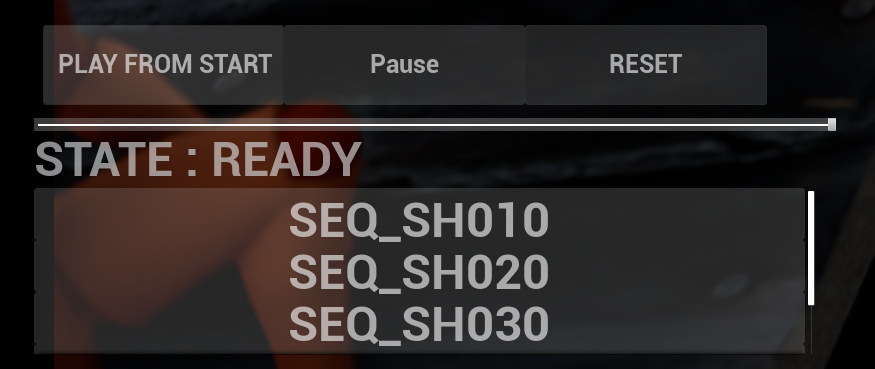 PLAY FROM START Pause RESET
STATE : READY
SEQ_SH010
SEQ_SH020
SEQ_SH030